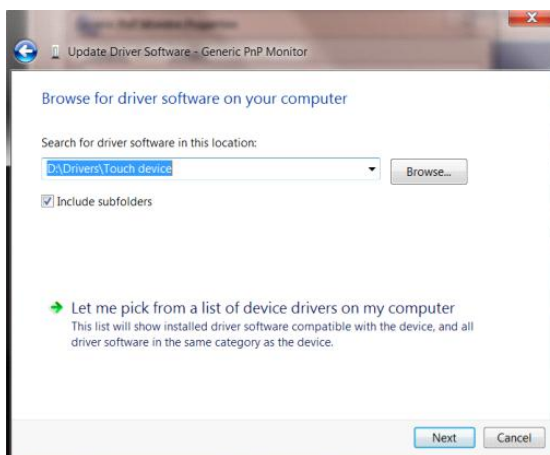 Update Driver Software - Generic PnP Monitor
Browse for driver software on your computer
Search for driver software in this location:
D:\Drivers\Touch device
Browse...
Include subfolders
Let me pick from a list of device drivers on my computer
This list will show installed driver software compatible with the device, and all
driver software in the same category as the device.
Next
Cancel